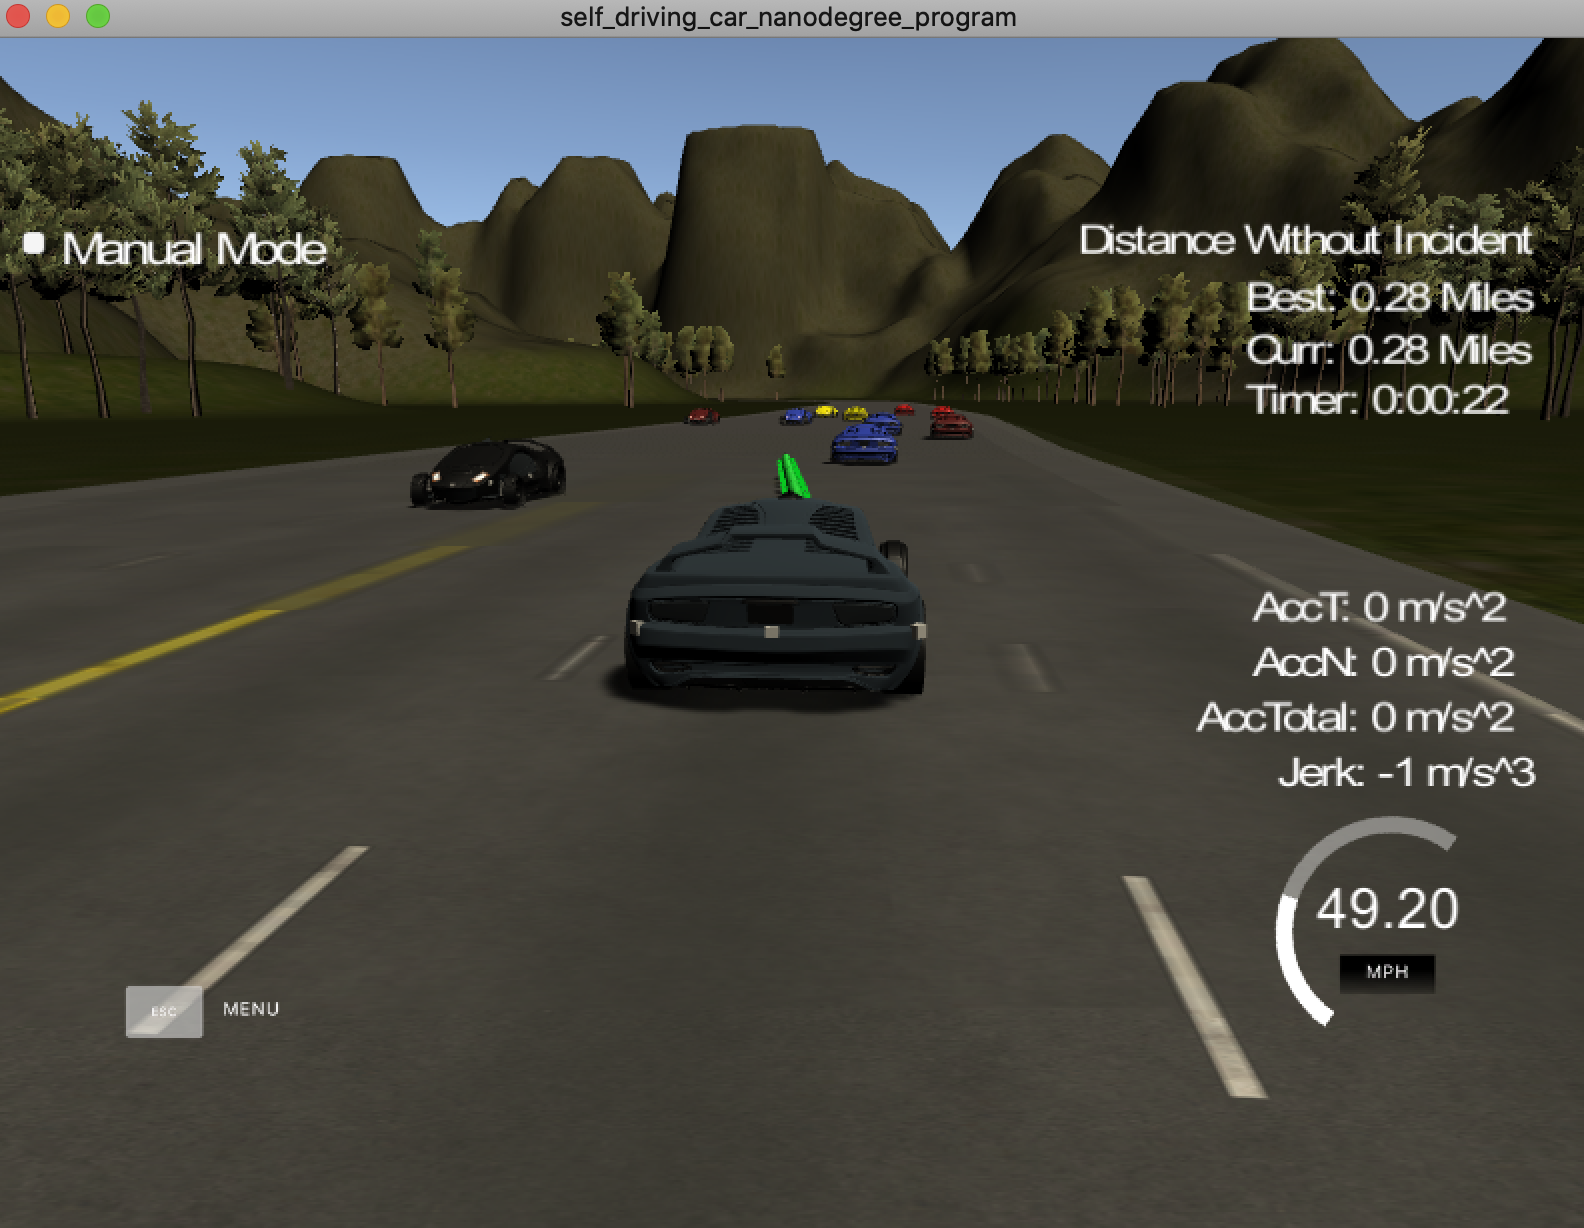 self_driving_car_nanodegree_program
Manual Mode
Distance Without Incident
Best: 0.28 Miles
Curr: 0.28 Miles
Timer: 0:00:22
AccT: 0 m/s^2
AccN: 0 m/s^2
AccTotal: 0 m/s^2
Jerk: -1 m/s^3
49.20
MPH
ESC MENU